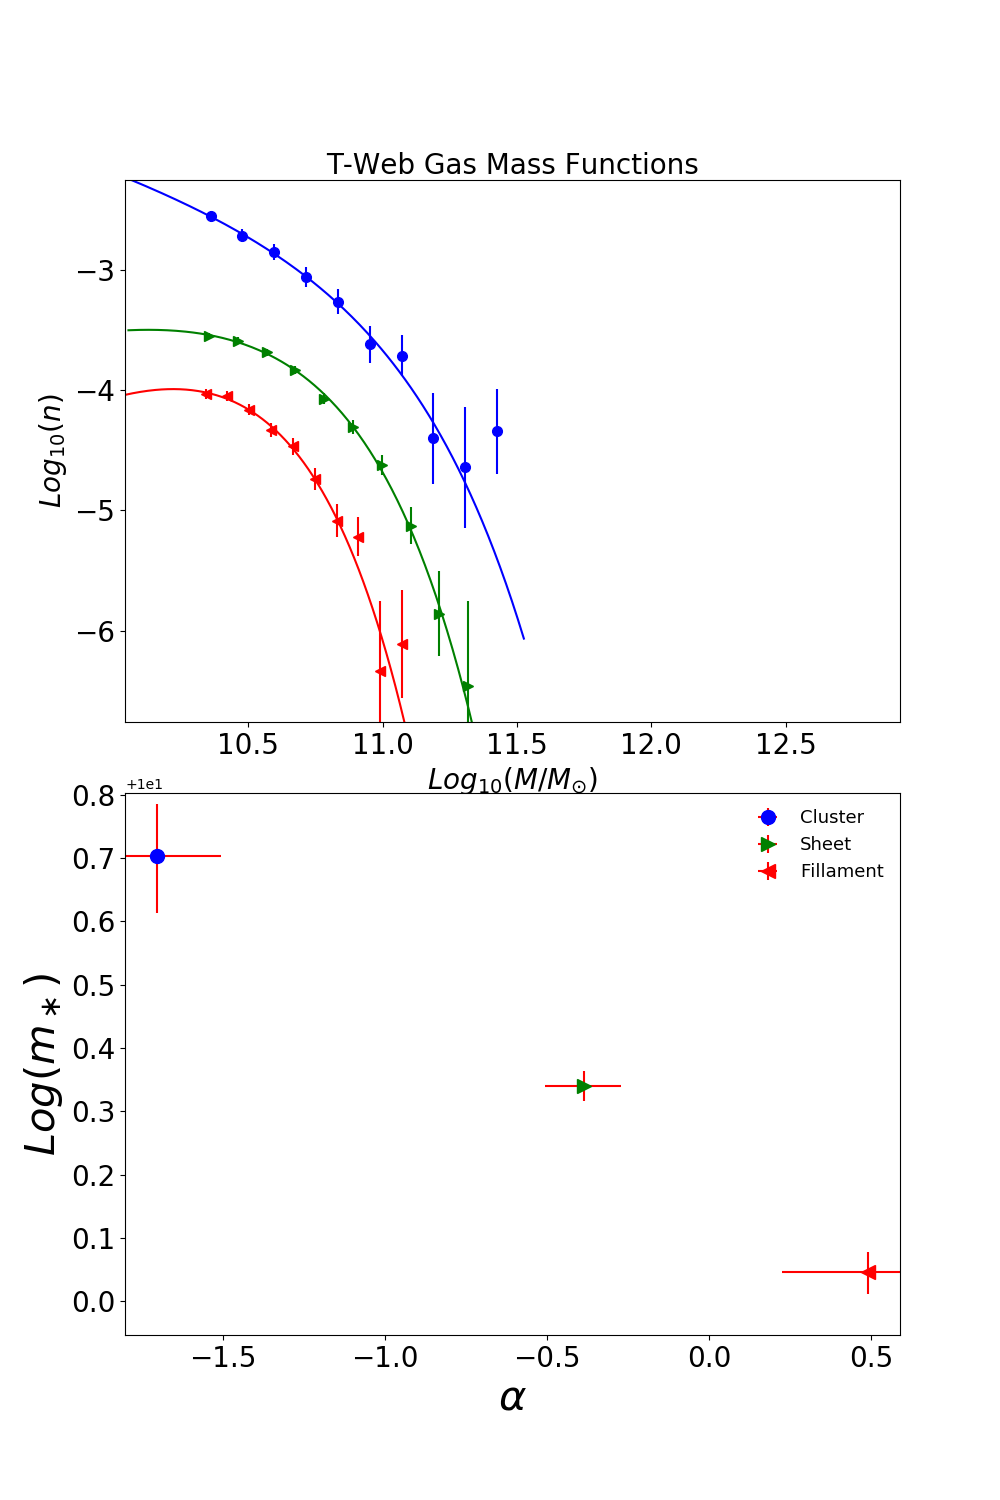 T-Web Gas Mass Functions
−3
−4
−5
−6
Log₁₀(n)
10.5 11.0 11.5 12.0 12.5
Log₁₀(M/M⊙)
+1e1
0.8
0.7
0.6
0.5
0.4
0.3
0.2
0.1
0.0
Log(m∗)
Cluster
Sheet
Fillament
−1.5 −1.0 −0.5 0.0 0.5
α